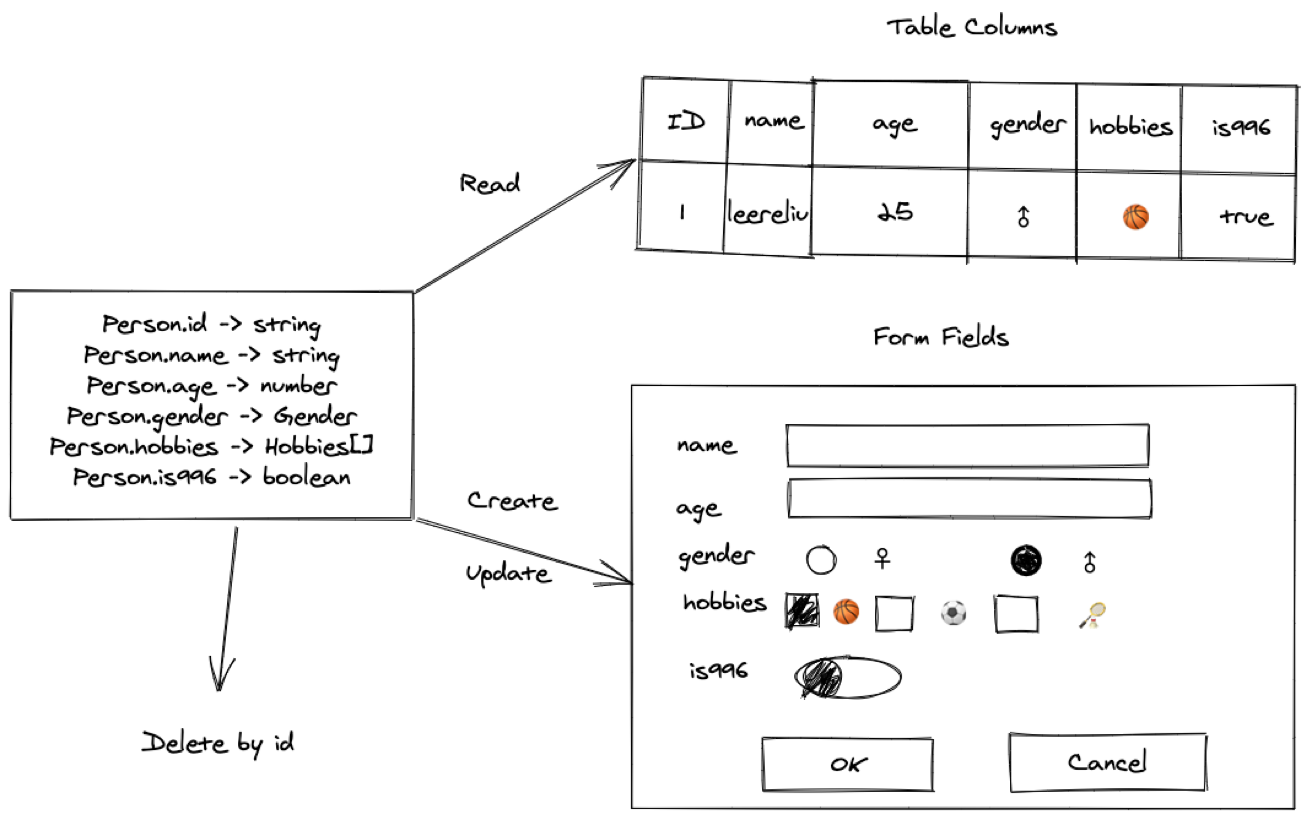 Table Columns
ID name age gender hobbies is996
1 leereliu 25 ♂ 🏀 true
Read
Person.id -> string
Person.name -> string
Person.age -> number
Person.gender -> Gender
Person.hobbies -> Hobbies[]
Person.is996 -> boolean
Create
Update
Delete by id
Form Fields
name
age
gender ♀ ♂
hobbies 🏀 ⚽ 🏸
is996
OK Cancel